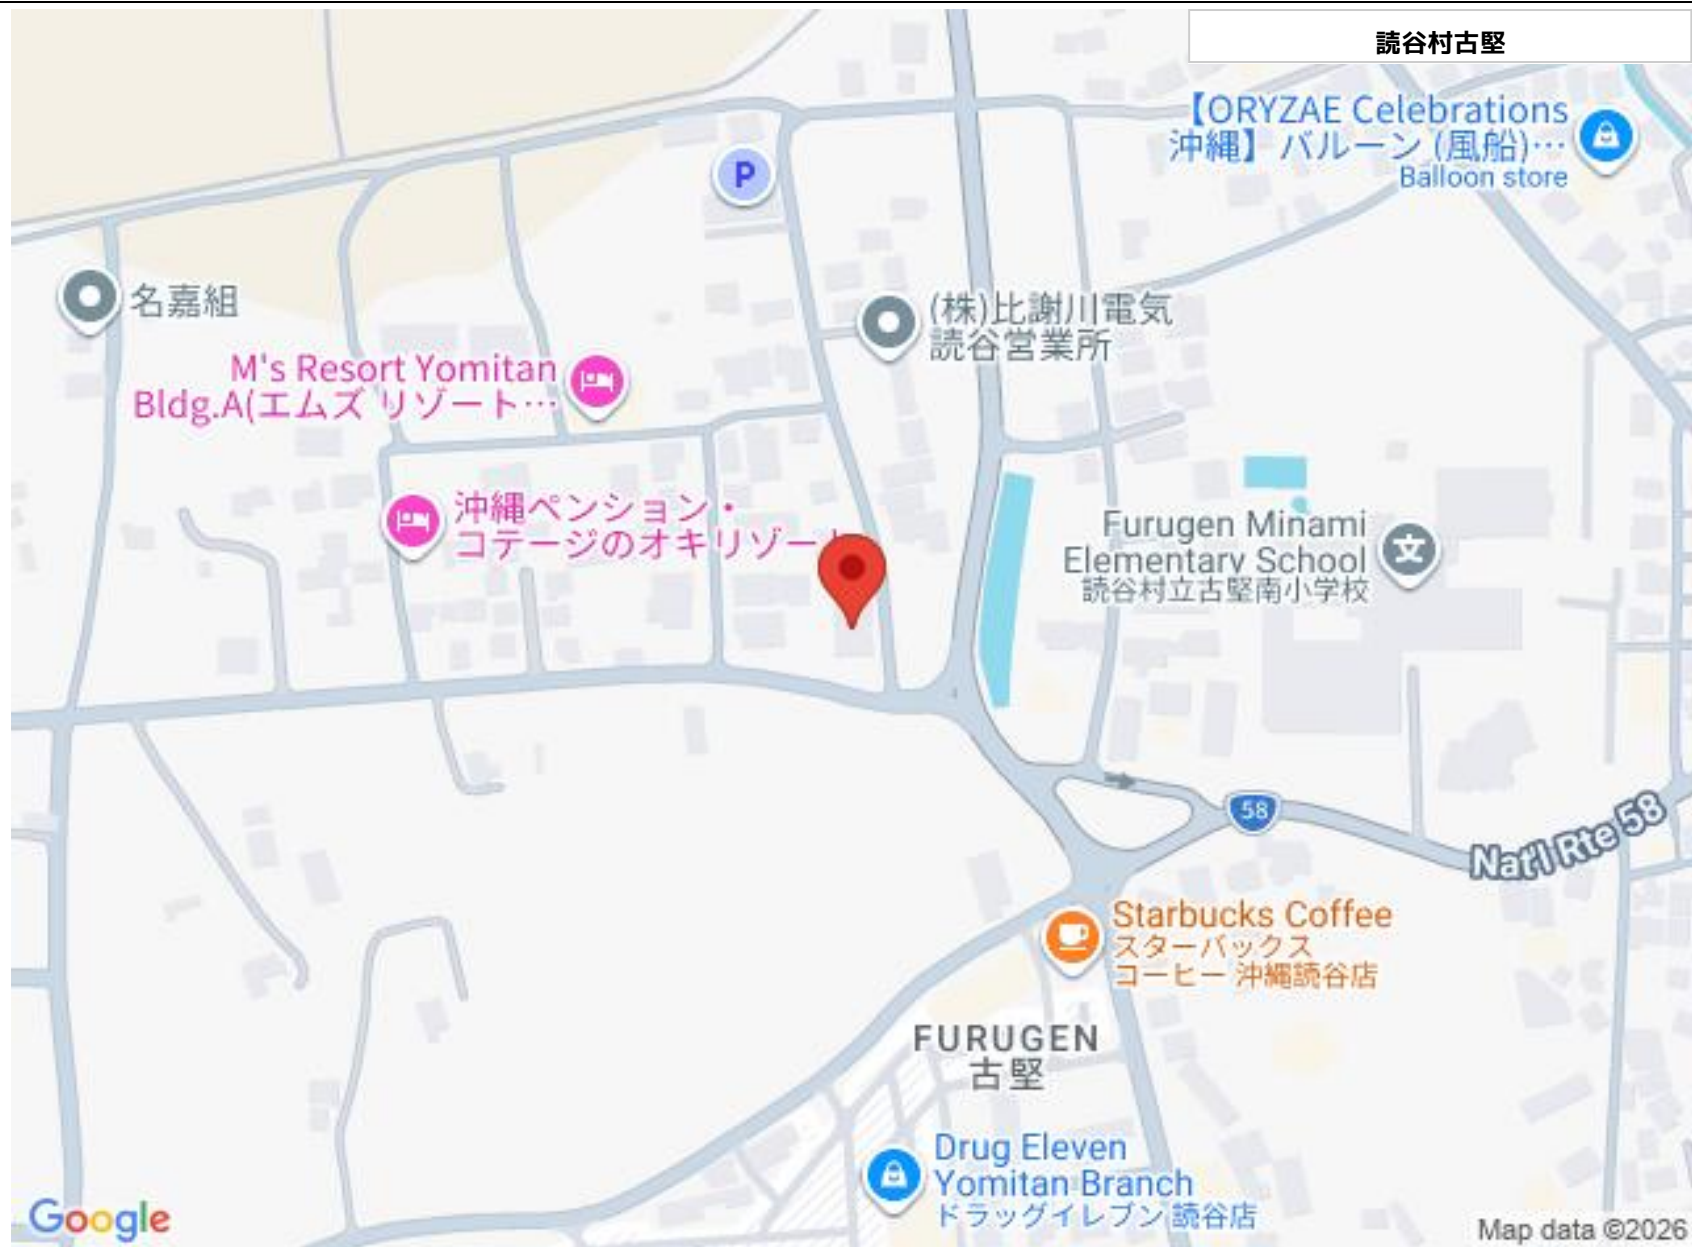 読谷村古堅
【ORYZAE Celebrations
沖縄】バルーン (風船)…
Balloon store
P
名嘉組
(株)比謝川電気
読谷営業所
M's Resort Yomitan
Bldg.A(エムズ リゾート…
沖縄ペンション・
コテージのオキリゾート
Furugen Minami
Elementary School
読谷村立古堅南小学校
文
58
Nat'l Rte 58
Starbucks Coffee
スターバックス
コーヒー 沖縄読谷店
FURUGEN
古堅
Drug Eleven
Yomitan Branch
ドラッグイレブン 読谷店
Google
Map data ©2026